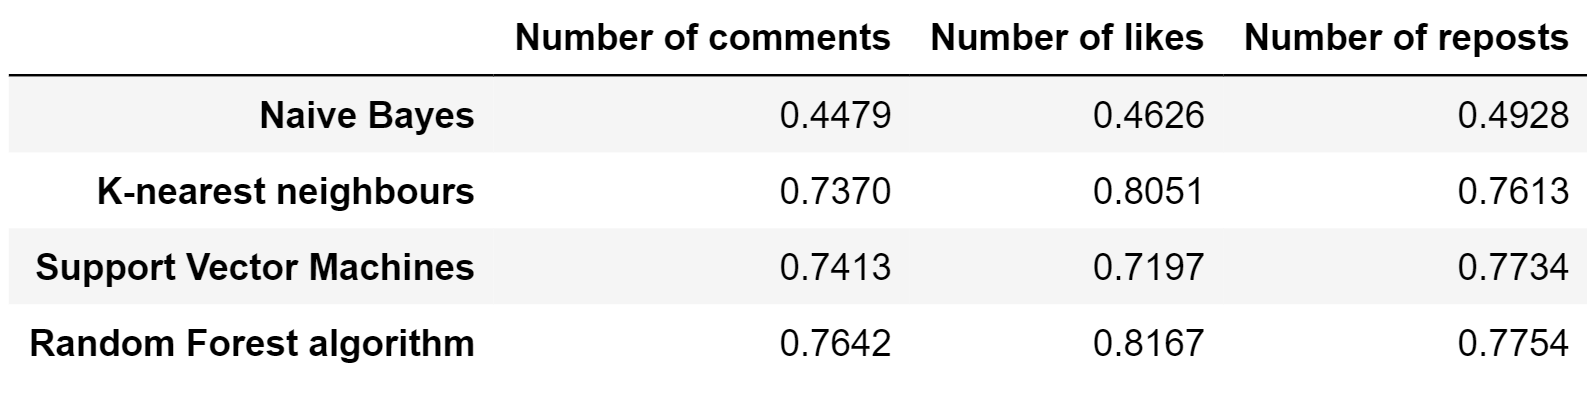 Number of comments Number of likes Number of reposts
Naive Bayes 0.4479 0.4626 0.4928
K-nearest neighbours 0.7370 0.8051 0.7613
Support Vector Machines 0.7413 0.7197 0.7734
Random Forest algorithm 0.7642 0.8167 0.7754